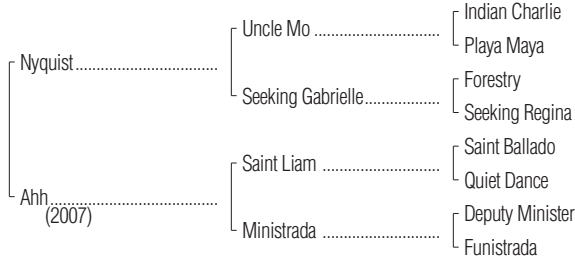 Indian Charlie
Uncle Mo ....................................
Playa Maya
Nyquist.................................
Forestry
Seeking Gabrielle..................
Seeking Regina
Saint Ballado
Saint Liam ..........................
Quiet Dance
Ahh.......................................
(2007)
Deputy Minister
Ministrada ...........................
Funistrada